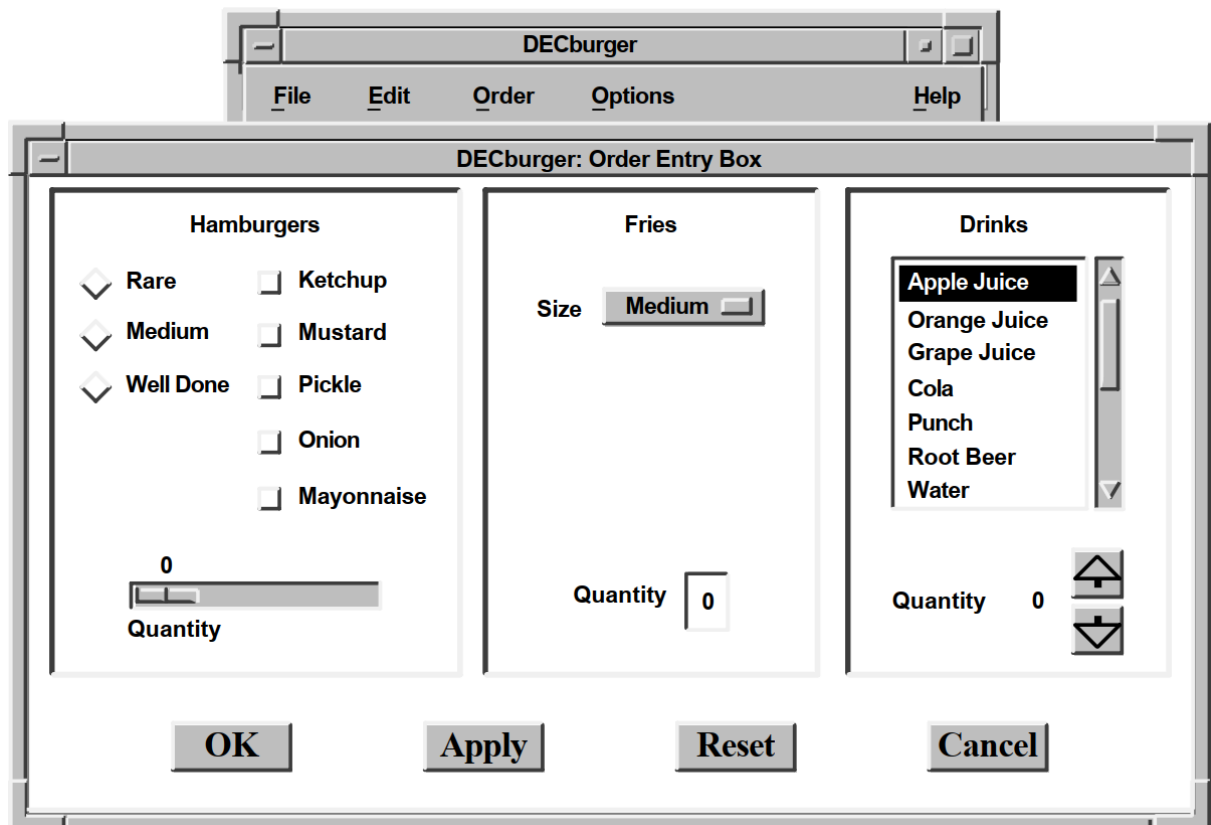 DECburger
File Edit Order Options Help
DECburger: Order Entry Box
Hamburgers
Rare
Medium
Well Done
Ketchup
Mustard
Pickle
Onion
Mayonnaise
0
Quantity
Fries
Size Medium
Quantity 0
Drinks
Apple Juice
Orange Juice
Grape Juice
Cola
Punch
Root Beer
Water
Quantity 0
OK Apply Reset Cancel